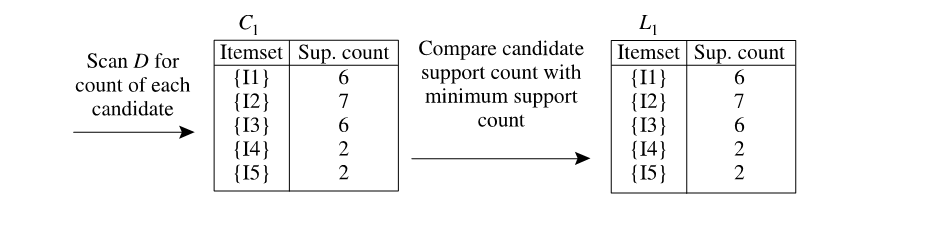 Scan D for
count of each
candidate
C1
Itemset Sup. count
{I1} 6
{I2} 7
{I3} 6
{I4} 2
{I5} 2
Compare candidate
support count with
minimum support
count
L1
Itemset Sup. count
{I1} 6
{I2} 7
{I3} 6
{I4} 2
{I5} 2